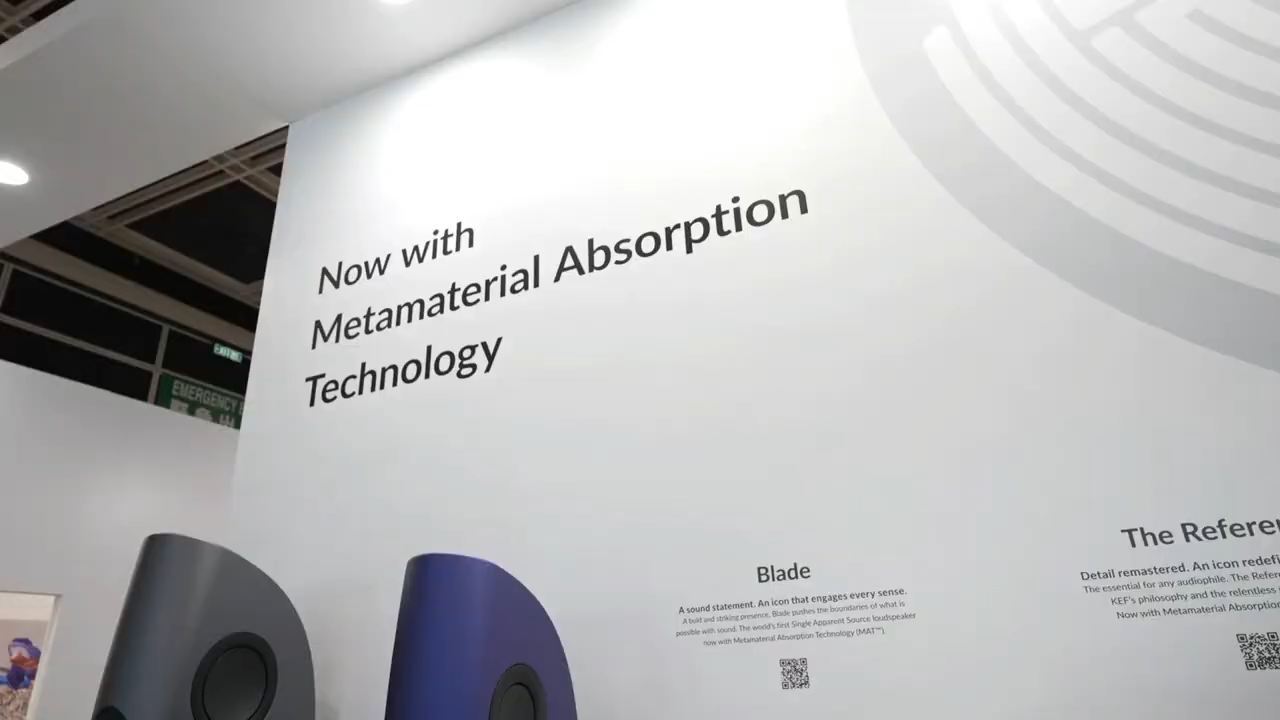 Now with
Metamaterial Absorption
Technology
EXIT
EMERGENCY
Blade
A sound statement. An icon that engages every sense.
A bold and striking presence, Blade pushes the boundaries of what is
possible with sound. The world's first Single Apparent Source loudspeaker
now with Metamaterial Absorption Technology (MAT™).
The Refere
Detail remastered. An icon redefi
The essential for any audiophile. The Refere
KEF's philosophy and the relentless
Now with Metamaterial Absorption